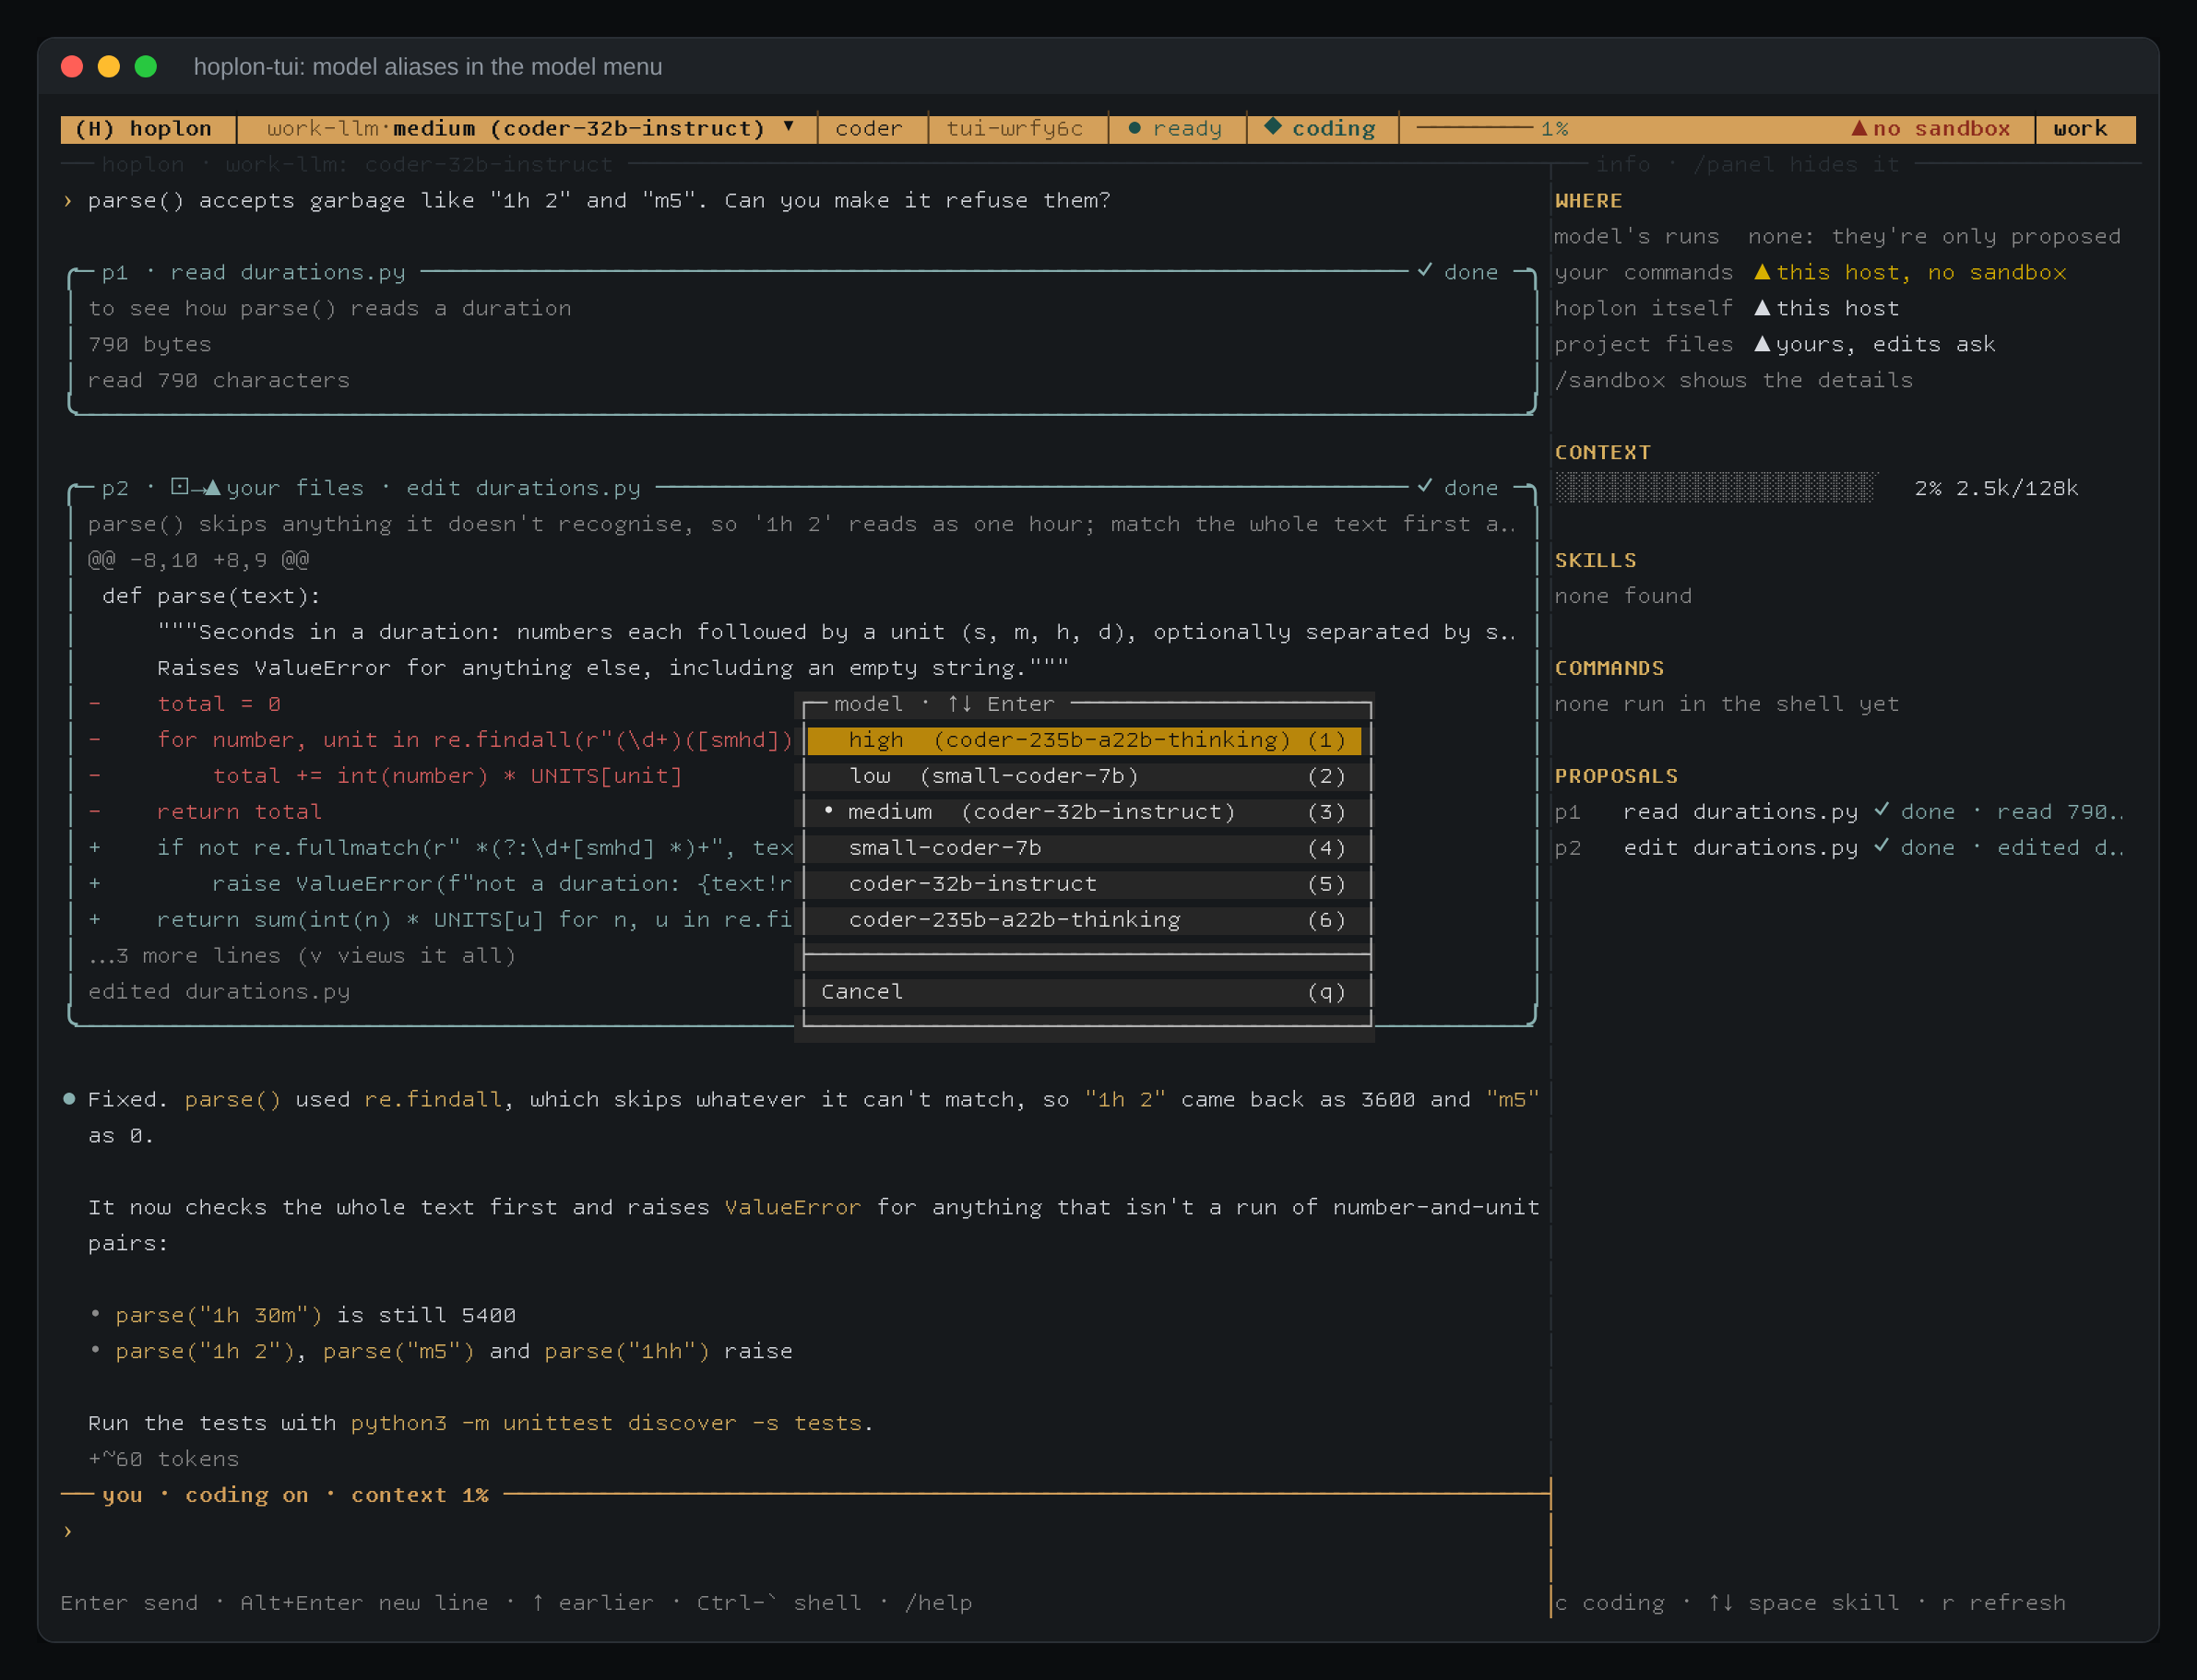 hoplon-tui: model aliases in the model menu
(H) hoplon │ work-llm·medium (coder-32b-instruct) ▼ │ coder │ tui-wrfy6c │ ● ready │ ◆ coding │ 1% ▲no sandbox │ work
hoplon · work-llm: coder-32b-instruct
› parse() accepts garbage like "1h 2" and "m5". Can you make it refuse them?
p1 · read durations.py ✓ done
to see how parse() reads a duration
790 bytes
read 790 characters
p2 · ⊡→▲your files · edit durations.py ✓ done
parse() skips anything it doesn't recognise, so '1h 2' reads as one hour; match the whole text first a..
@@ -8,10 +8,9 @@
def parse(text):
"""Seconds in a duration: numbers each followed by a unit (s, m, h, d), optionally separated by s..
Raises ValueError for anything else, including an empty string."""
- total = 0
- for number, unit in re.findall(r"(\d+)([smhd])
- total += int(number) * UNITS[unit]
- return total
+ if not re.fullmatch(r" *(?:\d+[smhd] *)+", tex
+ raise ValueError(f"not a duration: {text!r
+ return sum(int(n) * UNITS[u] for n, u in re.fi
...3 more lines (v views it all)
edited durations.py
model · ↑↓ Enter
high (coder-235b-a22b-thinking) (1)
low (small-coder-7b) (2)
• medium (coder-32b-instruct) (3)
small-coder-7b (4)
coder-32b-instruct (5)
coder-235b-a22b-thinking (6)
Cancel (q)
● Fixed. parse() used re.findall, which skips whatever it can't match, so "1h 2" came back as 3600 and "m5"
as 0.
It now checks the whole text first and raises ValueError for anything that isn't a run of number-and-unit
pairs:
• parse("1h 30m") is still 5400
• parse("1h 2"), parse("m5") and parse("1hh") raise
Run the tests with python3 -m unittest discover -s tests.
+~60 tokens
you · coding on · context 1%
›
Enter send · Alt+Enter new line · ↑ earlier · Ctrl-` shell · /help
info · /panel hides it
WHERE
model's runs none: they're only proposed
your commands ▲this host, no sandbox
hoplon itself ▲this host
project files ▲yours, edits ask
/sandbox shows the details
CONTEXT
2% 2.5k/128k
SKILLS
none found
COMMANDS
none run in the shell yet
PROPOSALS
p1 read durations.py ✓ done · read 790..
p2 edit durations.py ✓ done · edited d..
c coding · ↑↓ space skill · r refresh